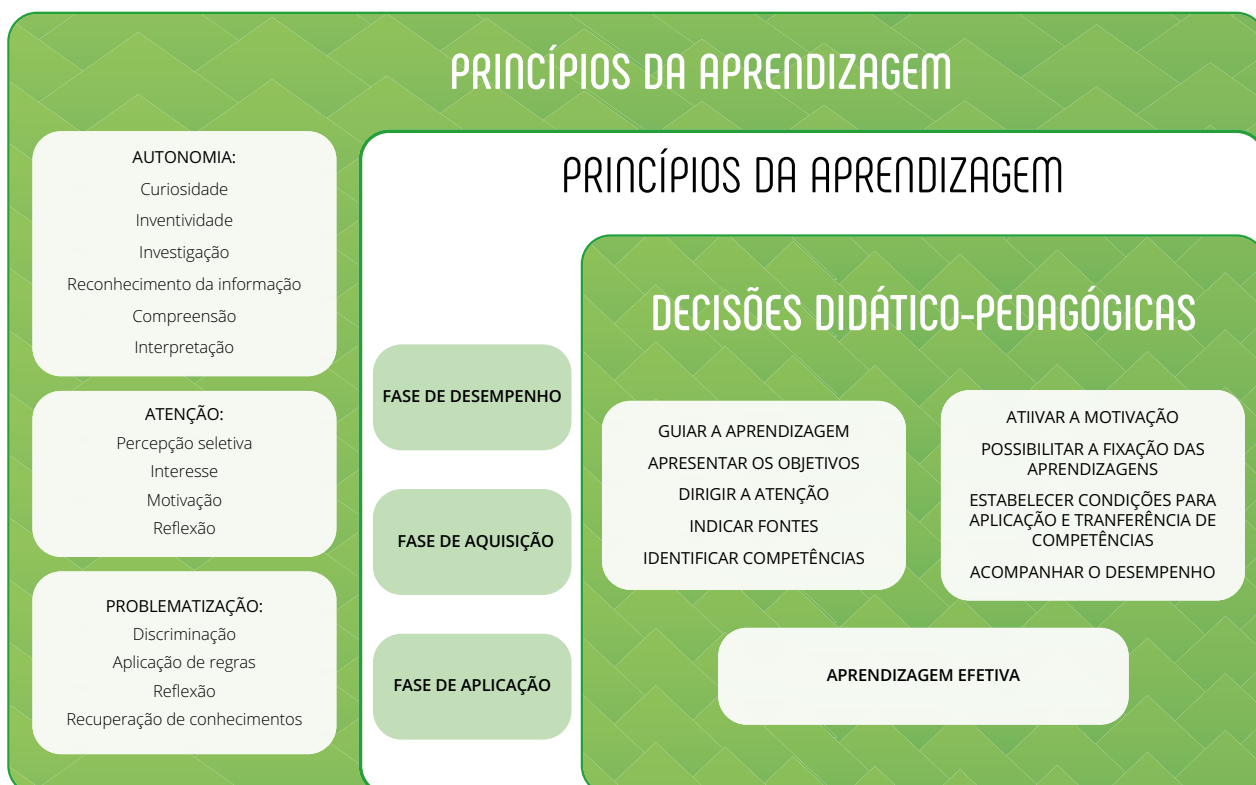 PRINCÍPIOS DA APRENDIZAGEM
AUTONOMIA:
Curiosidade
Inventividade
Investigação
Reconhecimento da informação
Compreensão
Interpretação
ATENÇÃO:
Percepção seletiva
Interesse
Motivação
Reflexão
PROBLEMATIZAÇÃO:
Discriminação
Aplicação de regras
Reflexão
Recuperação de conhecimentos
PRINCÍPIOS DA APRENDIZAGEM
FASE DE DESEMPENHO
FASE DE AQUISIÇÃO
FASE DE APLICAÇÃO
DECISÕES DIDÁTICO-PEDAGÓGICAS
GUIAR A APRENDIZAGEM
APRESENTAR OS OBJETIVOS
DIRIGIR A ATENÇÃO
INDICAR FONTES
IDENTIFICAR COMPETÊNCIAS
ATIIVAR A MOTIVAÇÃO
POSSIBILITAR A FIXAÇÃO DAS
APRENDIZAGENS
ESTABELECER CONDIÇÕES PARA
APLICAÇÃO E TRANFERÊNCIA DE
COMPETÊNCIAS
ACOMPANHAR O DESEMPENHO
APRENDIZAGEM EFETIVA